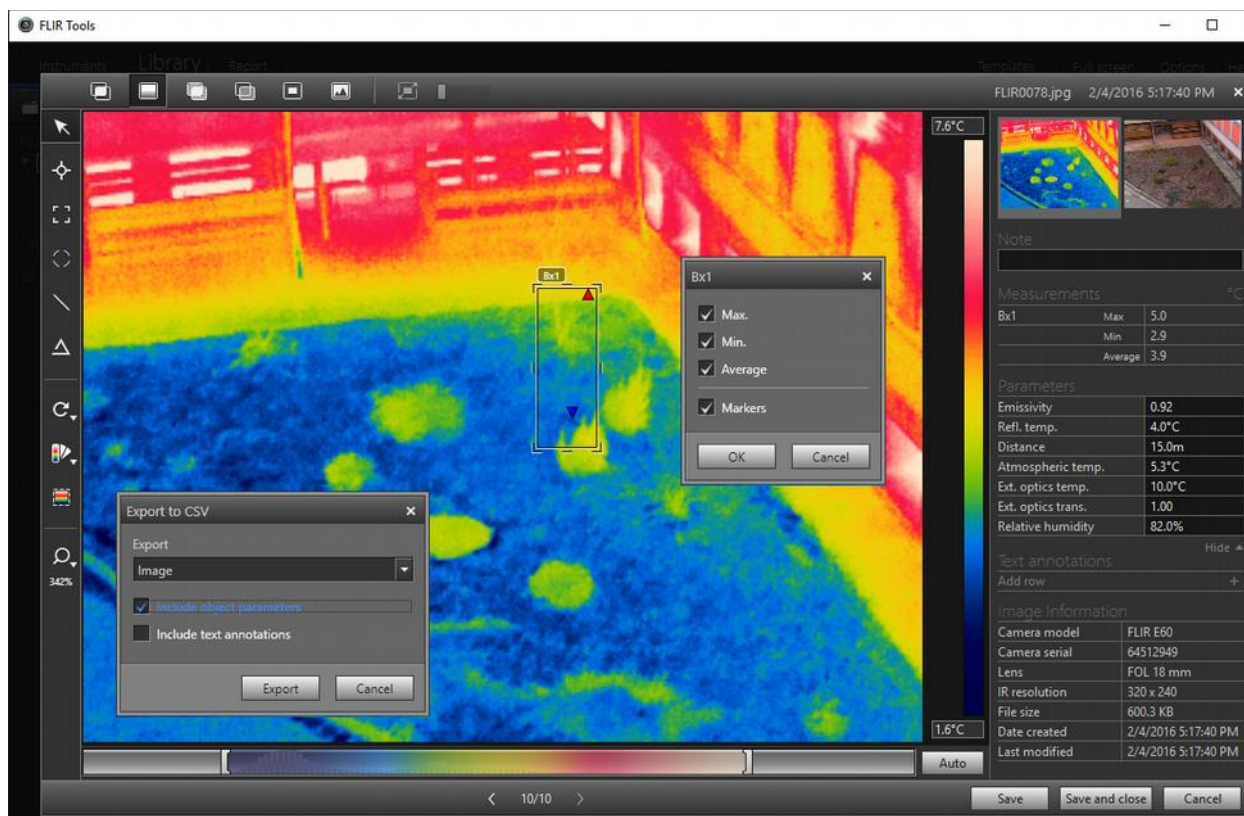 FLIR Tools
Instruments Library Report Templates Full screen Options
FLIR0078.jpg 2/4/2016 5:17:40 PM
7.6°C
Note
Bx1
Bx1
Measurements °C
Max.
Bx1 Max 5.0
Min.
Min 2.9
Average
Average 3.9
Markers
Parameters
Emissivity 0.92
Refl. temp. 4.0°C
OK Cancel
Distance 15.0m
Atmospheric temp. 5.3°C
Ext. optics temp. 10.0°C
Ext. optics trans. 1.00
Relative humidity 82.0%
Hide
Export to CSV
Export
Image
Include object parameters
Include text annotations
Export Cancel
342%
Text annotations
Add row +
Image Information
Camera model FLIR E60
Camera serial 64512949
Lens FOL 18 mm
IR resolution 320 x 240
File size 600.3 KB
Date created 2/4/2016 5:17:40 PM
Last modified 2/4/2016 5:17:40 PM
1.6°C
Auto
10/10
Save Save and close Cancel